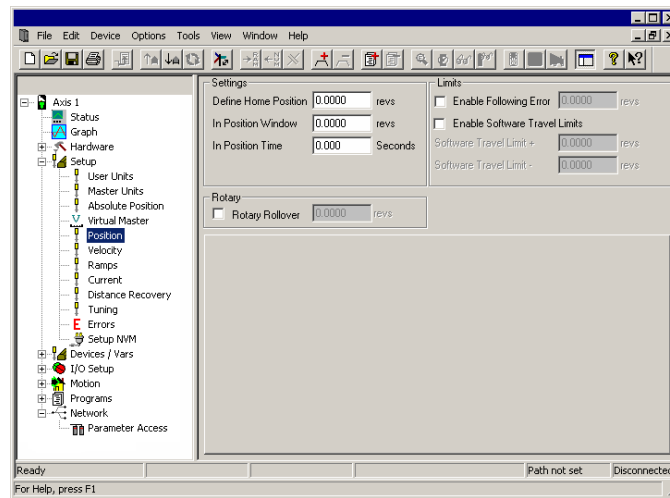 File Edit Device Options Tools View Window Help
Axis 1
Status
Graph
Hardware
Setup
User Units
Master Units
Absolute Position
Virtual Master
Position
Velocity
Ramps
Current
Distance Recovery
Tuning
E Errors
Setup NVM
Devices / Vars
I/O Setup
Motion
Programs
Network
Parameter Access
Settings
Define Home Position 0.0000 revs
In Position Window 0.0000 revs
In Position Time 0.000 Seconds
Limits
Enable Following Error 0.0000 revs
Enable Software Travel Limits
Software Travel Limit + 0.0000 revs
Software Travel Limit - 0.0000 revs
Rotary
Rotary Rollover 0.0000 revs
Ready Path not set Disconnected
For Help, press F1